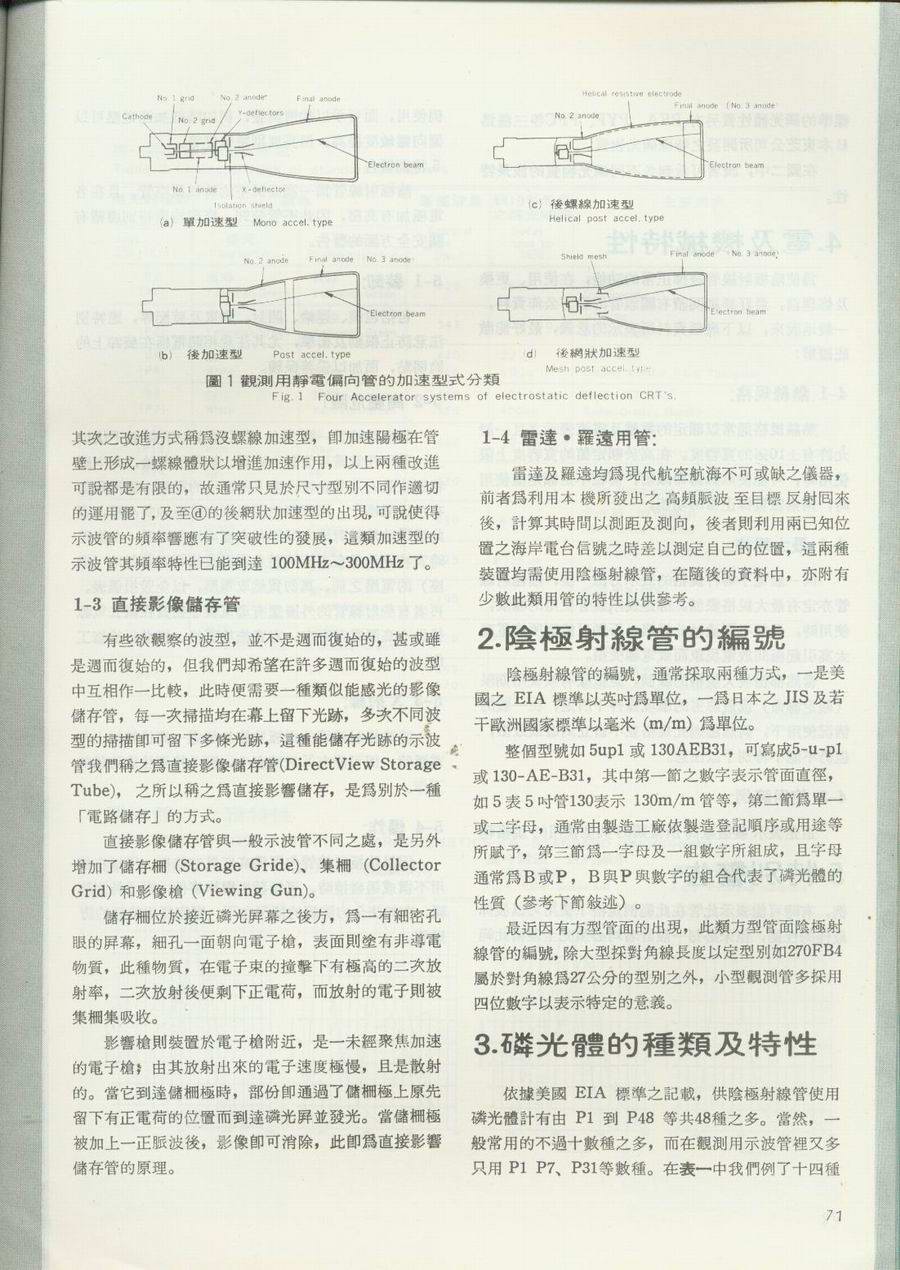 No. 1 grid
No. 2 anode
Final anode
Cathode
No. 2 grid
Y-deflectors
Electron beam
No. 1 anode
X-deflector
Isolation shield
(a) 單加速型 Mono accel. type
Helical resistive electrode
Final anode (No. 3 anode)
No. 2 anode
Electron beam
(c) 後螺線加速型
Helical post accel. type
No. 2 anode
Final anode
No. 3 anode
Electron beam
(b) 後加速型 Post accel. type
Shield mesh
Final anode (No. 3 anode)
Electron beam
(d) 後網狀加速型
Mesh post accel. type
圖 1 觀測用靜電偏向管的加速型式分類
Fig. 1 Four Accelerator systems of electrostatic deflection CRT's.
其次之改進方式稱爲沒螺線加速型，卽加速陽極在管
壁上形成一螺線體狀以增進加速作用，以上兩種改進
可說都是有限的，故通常只見於尺寸型別不同作適切
的運用罷了，及至ⓓ的後網狀加速型的出現，可說使得
示波管的頻率響應有了突破性的發展，這類加速型的
示波管其頻率特性已能到達 100MHz～300MHz 了。
1-3 直接影像儲存管
有些欲觀察的波型，並不是週而復始的，甚或雖
是週而復始的，但我們却希望在許多週而復始的波型
中互相作一比較，此時便需要一種類似能感光的影像
儲存管，每一次掃描均在幕上留下光跡，多次不同波
型的掃描卽可留下多條光跡，這種能儲存光跡的示波
管我們稱之爲直接影像儲存管(DirectView Storage
Tube)， 之所以稱之爲直接影響儲存，是爲別於一種
「電路儲存」的方式。
直接影像儲存管與一般示波管不同之處，是另外
增加了儲存柵 (Storage Gride)、 集柵 (Collector
Grid) 和影像槍 (Viewing Gun)。
儲存柵位於接近磷光屏幕之後方，爲一有細密孔
眼的屏幕，細孔一面朝向電子槍，表面則塗有非導電
物質，此種物質，在電子束的撞擊下有極高的二次放
射率，二次放射後便剩下正電荷，而放射的電子則被
集柵集吸收。
影響槍則裝置於電子槍附近，是一未經聚焦加速
的電子槍；由其放射出來的電子速度極慢，且是散射
的。當它到達儲柵極時，部份卽通過了儲柵極上原先
留下有正電荷的位置而到達磷光屏並發光。當儲柵極
被加上一正脈波後，影像卽可消除，此卽爲直接影響
儲存管的原理。
1-4 雷達•羅遠用管：
雷達及羅遠均爲現代航空航海不可或缺之儀器，
前者爲利用本 機所發出之 高頻脈波 至目標 反射囘來
後，計算其時間以測距及測向，後者則利用兩已知位
置之海岸電台信號之時差以測定自己的位置，這兩種
裝置均需使用陰極射線管，在隨後的資料中，亦附有
少數此類用管的特性以供參考。
2.陰極射線管的編號
陰極射線管的編號，通常採取兩種方式，一是美
國之 EIA 標準以英吋爲單位，一爲日本之 JIS 及若
干歐洲國家標準以毫米 (m/m) 爲單位。
整個型號如 5up1 或 130AEB31，可寫成5-u-p1
或 130-AE-B31，其中第一節之數字表示管面直徑，
如 5 表 5 吋管130表示 130m/m 管等，第二節爲單一
或二字母，通常由製造工廠依製造登記順序或用途等
所賦予，第三節爲一字母及一組數字所組成，且字母
通常爲B或P，B與P與數字的組合代表了磷光體的
性質（參考下節敍述）。
最近因有方型管面的出現，此類方型管面陰極射
線管的編號，除大型採對角線長度以定型別如270FB4
屬於對角線爲27公分的型別之外，小型觀測管多採用
四位數字以表示特定的意義。
3.磷光體的種類及特性
依據美國 EIA 標準之記載，供陰極射線管使用
磷光體計有由 P1 到 P48 等共48種之多。當然，一
般常用的不過十數種之多，而在觀測用示波管裡又多
只用 P1 P7、P31等數種。在表一中我們例了十四種
71